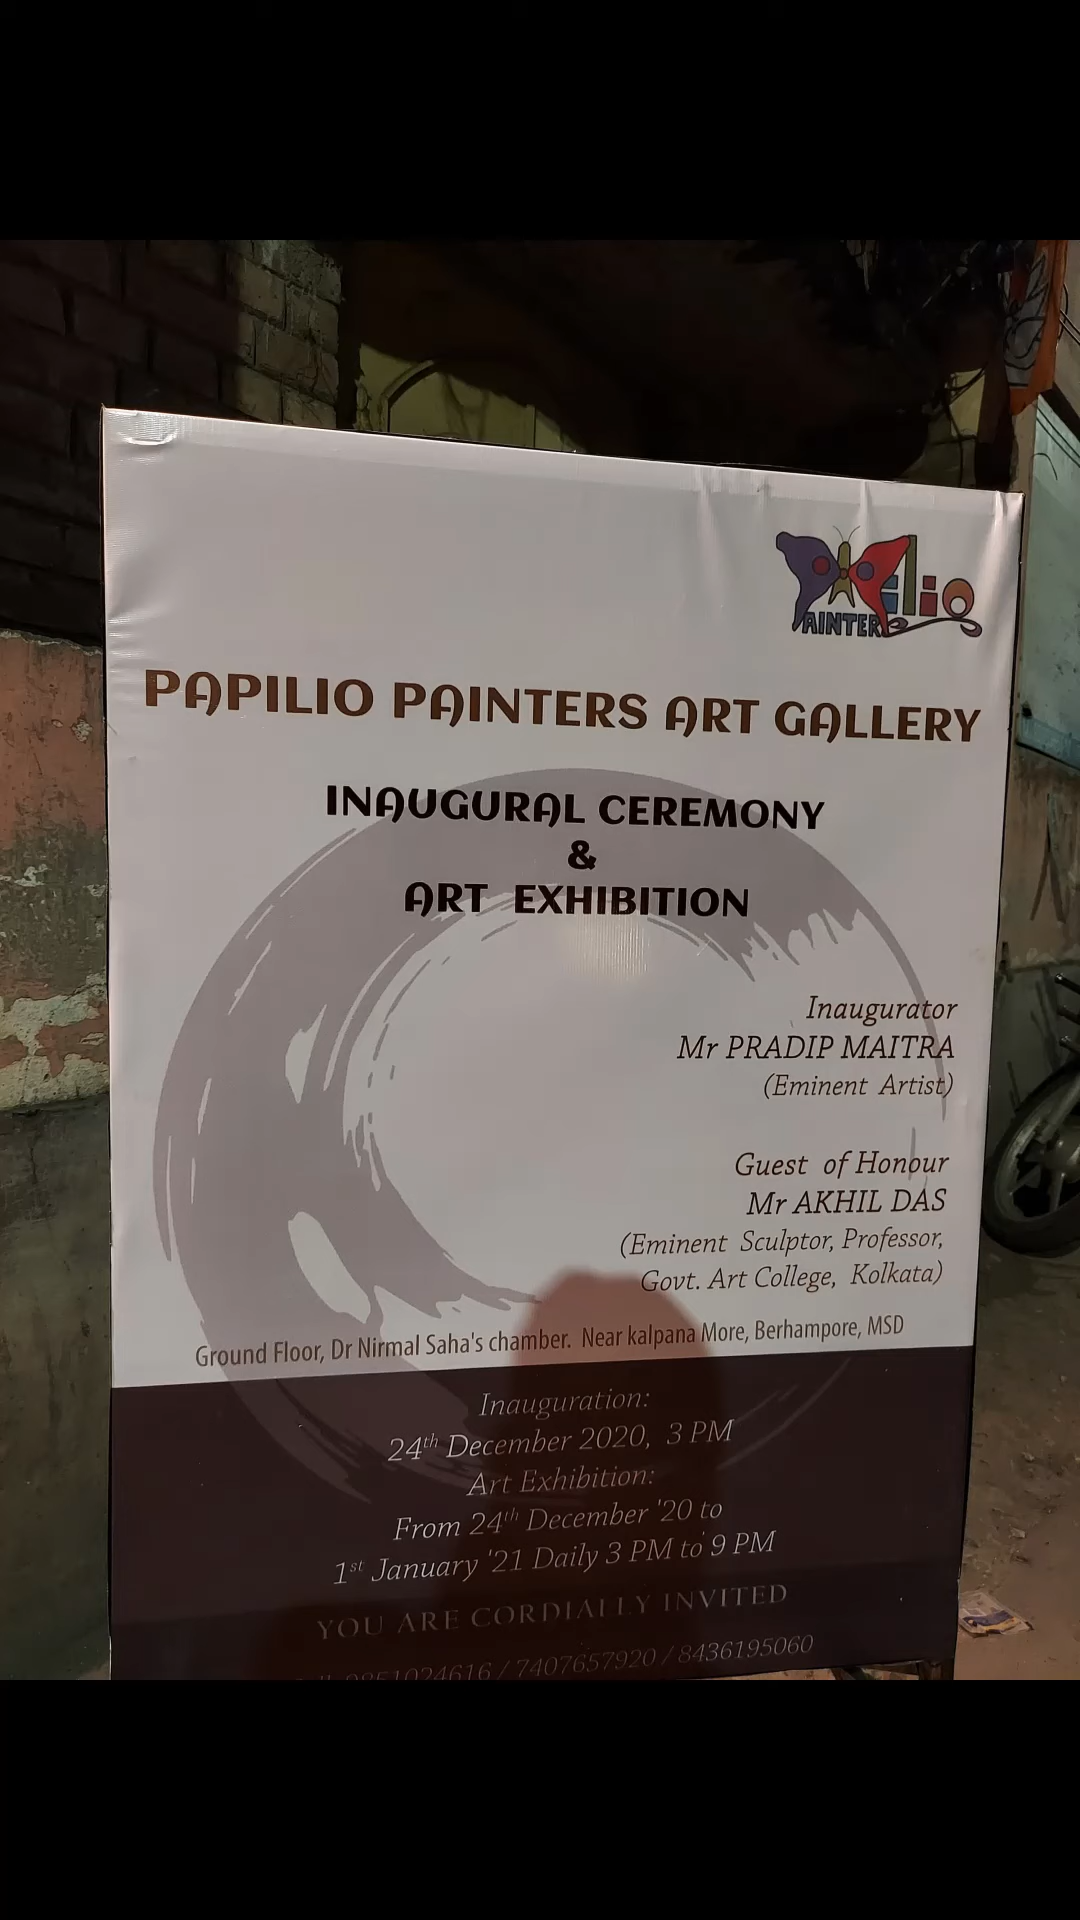 Papilio
PAINTERS
PAPILIO PAINTERS ART GALLERY
INAUGURAL CEREMONY
&
ART EXHIBITION
Inaugurator
Mr PRADIP MAITRA
(Eminent Artist)
Guest of Honour
Mr AKHIL DAS
(Eminent Sculptor, Professor,
Govt. Art College, Kolkata)
Ground Floor, Dr Nirmal Saha's chamber. Near kalpana More, Berhampore, MSD
Inauguration:
24th December 2020, 3 PM
Art Exhibition:
From 24th December '20 to
1st January '21 Daily 3 PM to 9 PM
YOU ARE CORDIALLY INVITED
9851024616 / 7407657920 / 8436195060